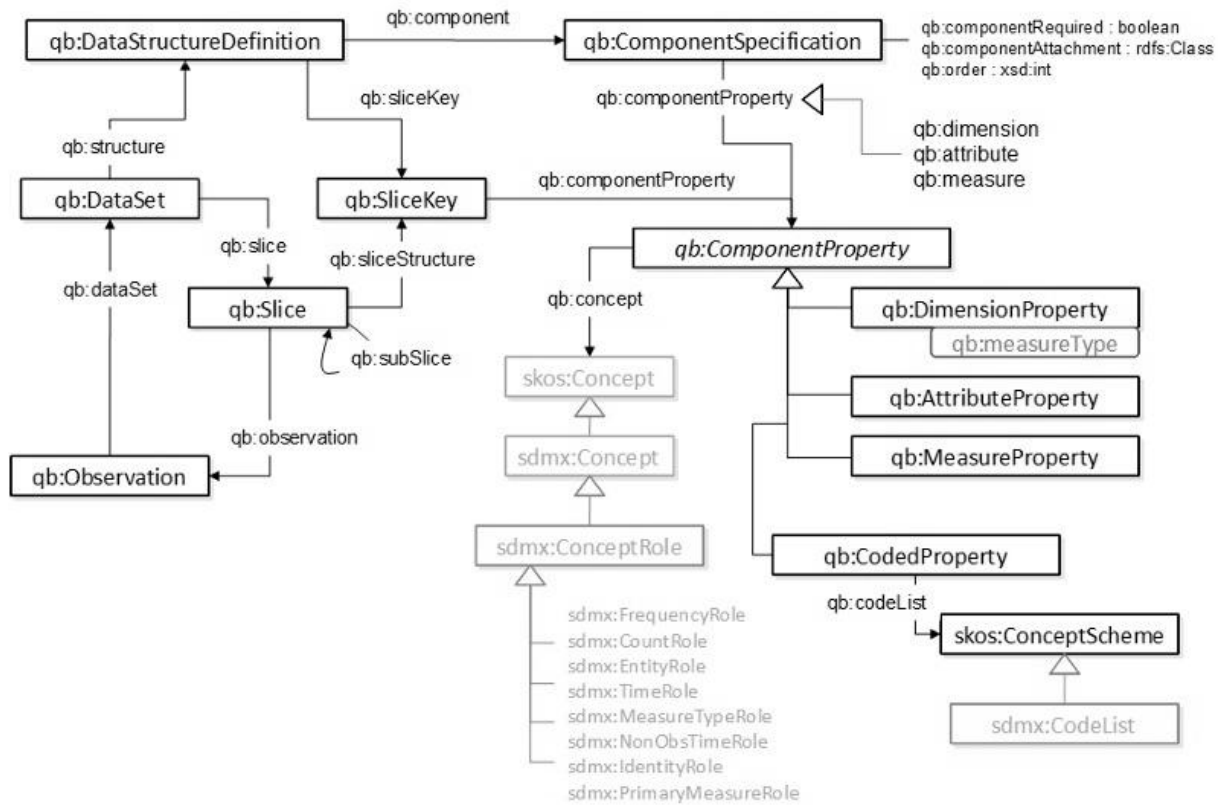 qb:component
qb:DataStructureDefinition
qb:ComponentSpecification
qb:componentRequired : boolean
qb:componentAttachment : rdfs:Class
qb:order : xsd:int
qb:sliceKey
qb:componentProperty
qb:dimension
qb:attribute
qb:measure
qb:structure
qb:DataSet
qb:SliceKey
qb:componentProperty
qb:slice
qb:sliceStructure
qb:ComponentProperty
qb:dataSet
qb:concept
qb:Slice
qb:DimensionProperty
qb:measureType
qb:subSlice
skos:Concept
qb:AttributeProperty
qb:observation
qb:MeasureProperty
sdmx:Concept
qb:Observation
sdmx:ConceptRole
qb:CodedProperty
qb:codeList
sdmx:FrequencyRole
sdmx:CountRole
sdmx:EntityRole
sdmx:TimeRole
sdmx:MeasureTypeRole
sdmx:NonObsTimeRole
sdmx:IdentityRole
sdmx:PrimaryMeasureRole
skos:ConceptScheme
sdmx:CodeList